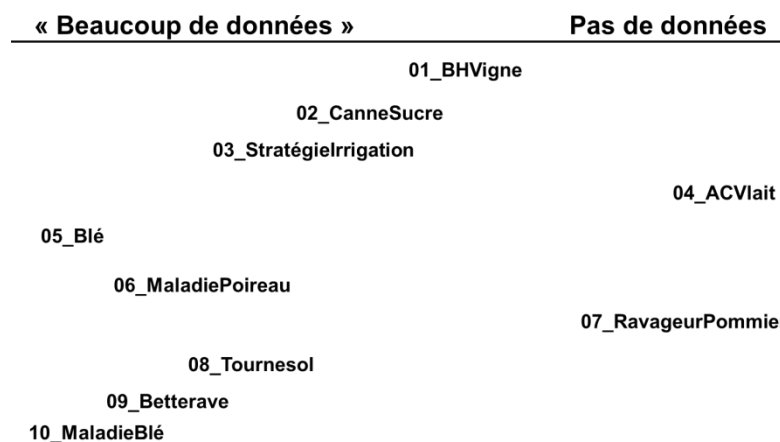 « Beaucoup de données » Pas de données
01_BHVigne
02_CanneSucre
03_StratégieIrrigation
04_ACVlait
05_Blé
06_MaladiePoireau
07_RavageurPommie
08_Tournesol
09_Betterave
10_MaladieBlé